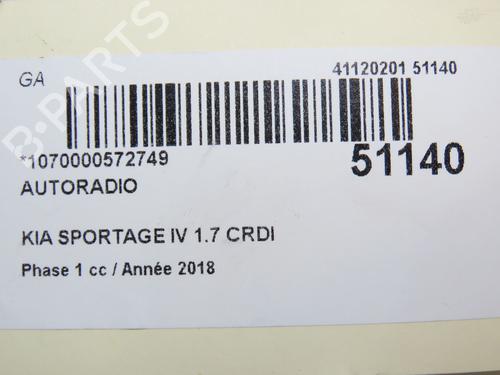 GA
41120201 51140
*1070000572749
51140
AUTORADIO
KIA SPORTAGE IV 1.7 CRDI
Phase 1 cc / Année 2018
B-PARTS